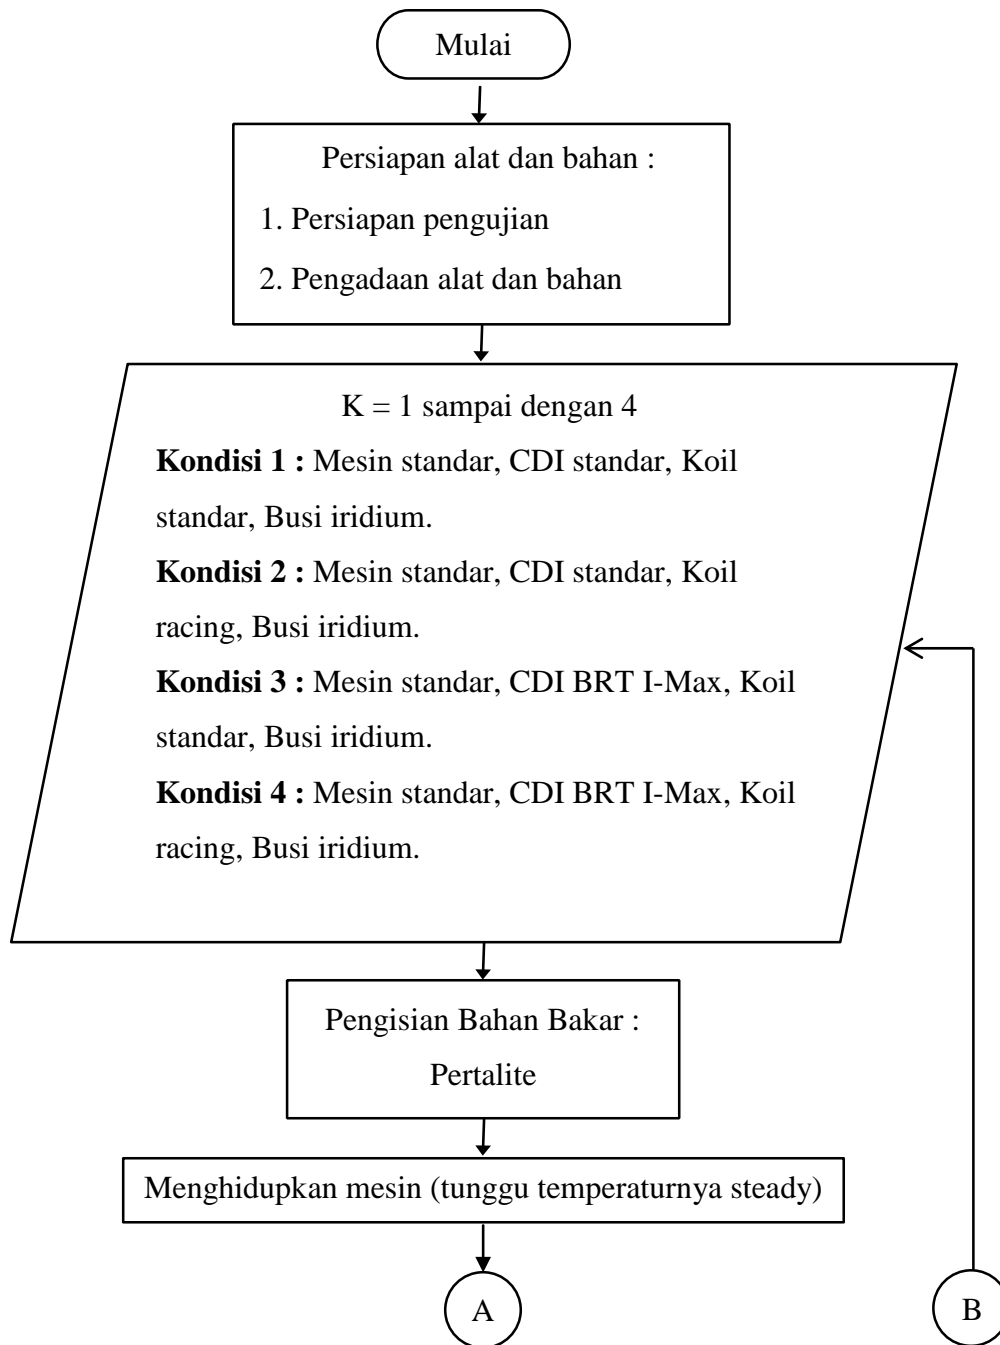 Mulai
Persiapan alat dan bahan :
1. Persiapan pengujian
2. Pengadaan alat dan bahan
K = 1 sampai dengan 4
Kondisi 1 : Mesin standar, CDI standar, Koil
standar, Busi iridium.
Kondisi 2 : Mesin standar, CDI standar, Koil
racing, Busi iridium.
Kondisi 3 : Mesin standar, CDI BRT I-Max, Koil
standar, Busi iridium.
Kondisi 4 : Mesin standar, CDI BRT I-Max, Koil
racing, Busi iridium.
Pengisian Bahan Bakar :
Pertalite
Menghidupkan mesin (tunggu temperaturnya steady)
A
B